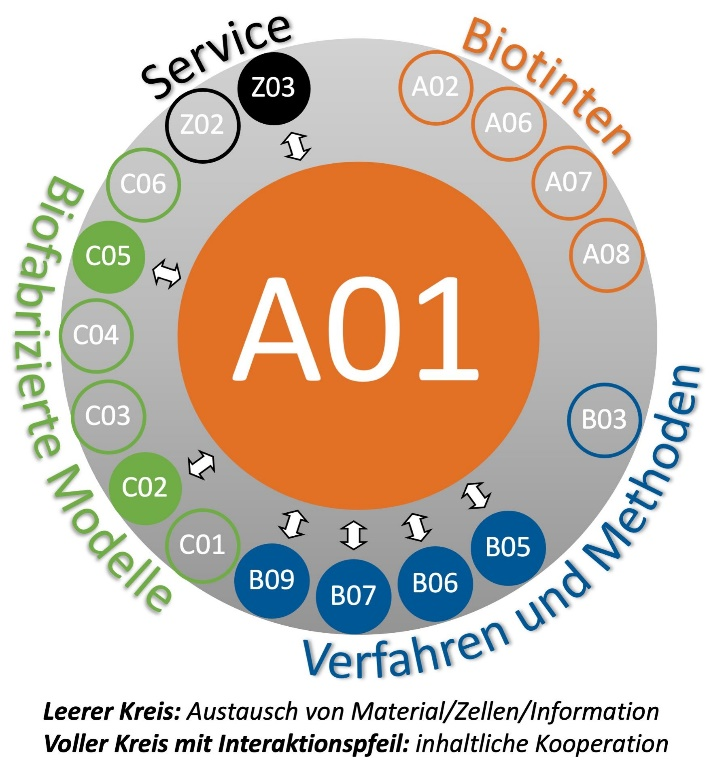 Service
Biotinten
Z03
A02
Z02
A06
C06
A07
C05
A08
Biofabrizierte Modelle
A01
C04
C03
B03
C02
C01
B05
B09
B07
B06
Verfahren und Methoden
Leerer Kreis: Austausch von Material/Zellen/Information
Voller Kreis mit Interaktionspfeil: inhaltliche Kooperation